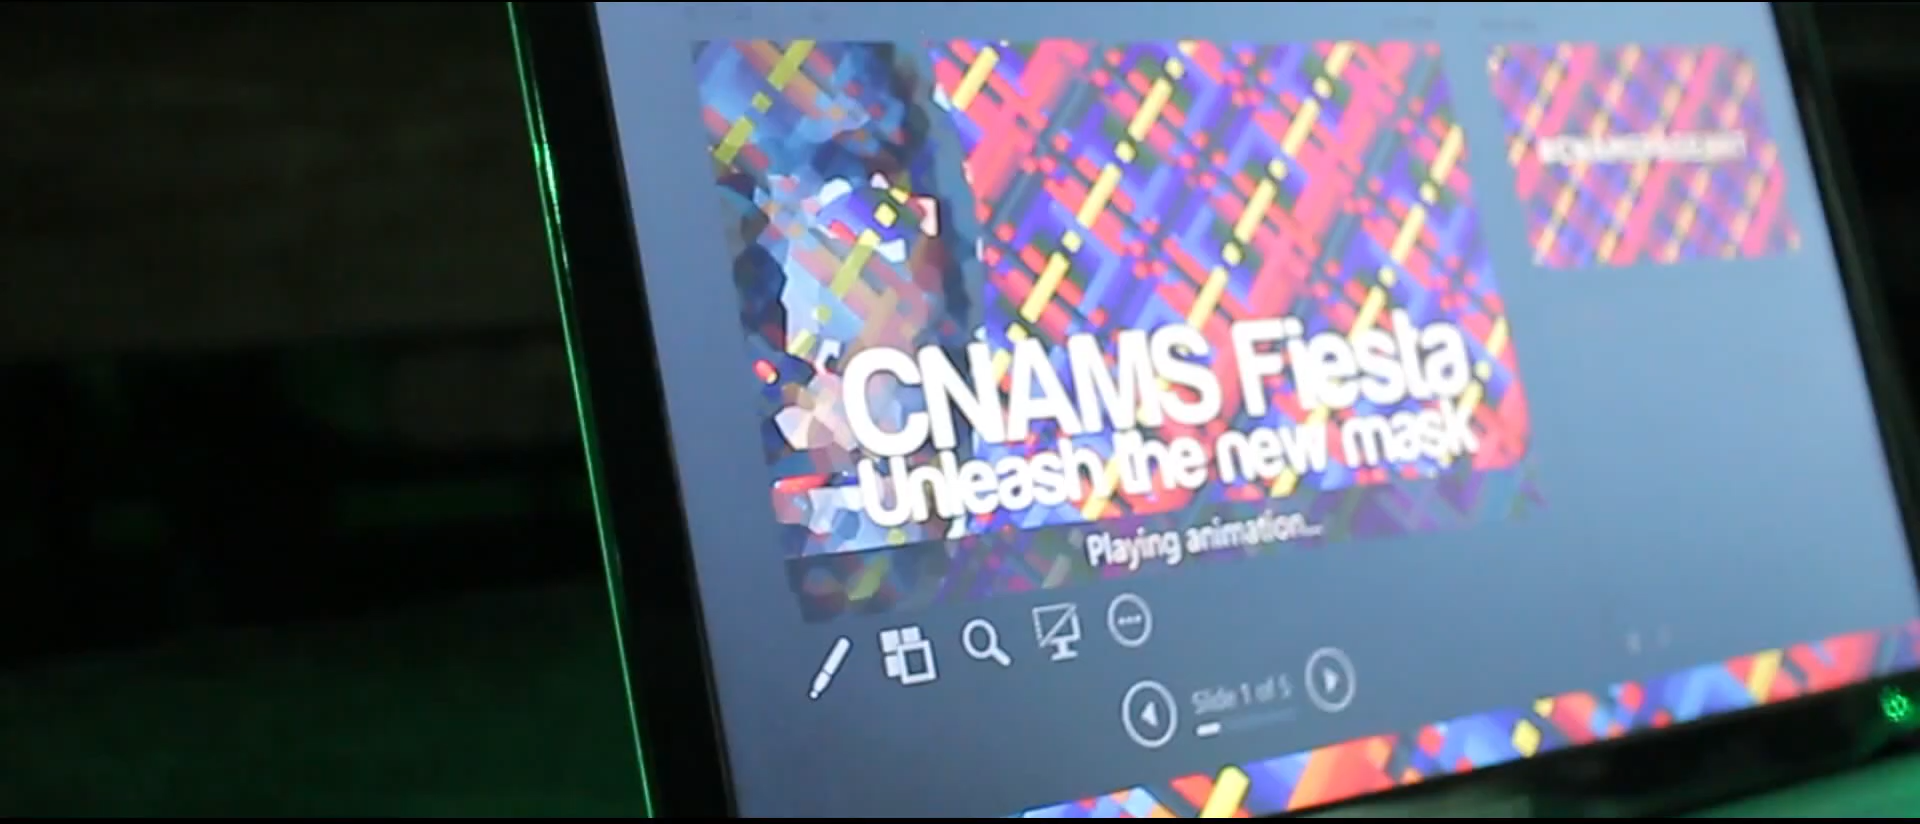 CNAMS Fiesta
Unleash the new mask
Playing animation...
Slide 1 of 5